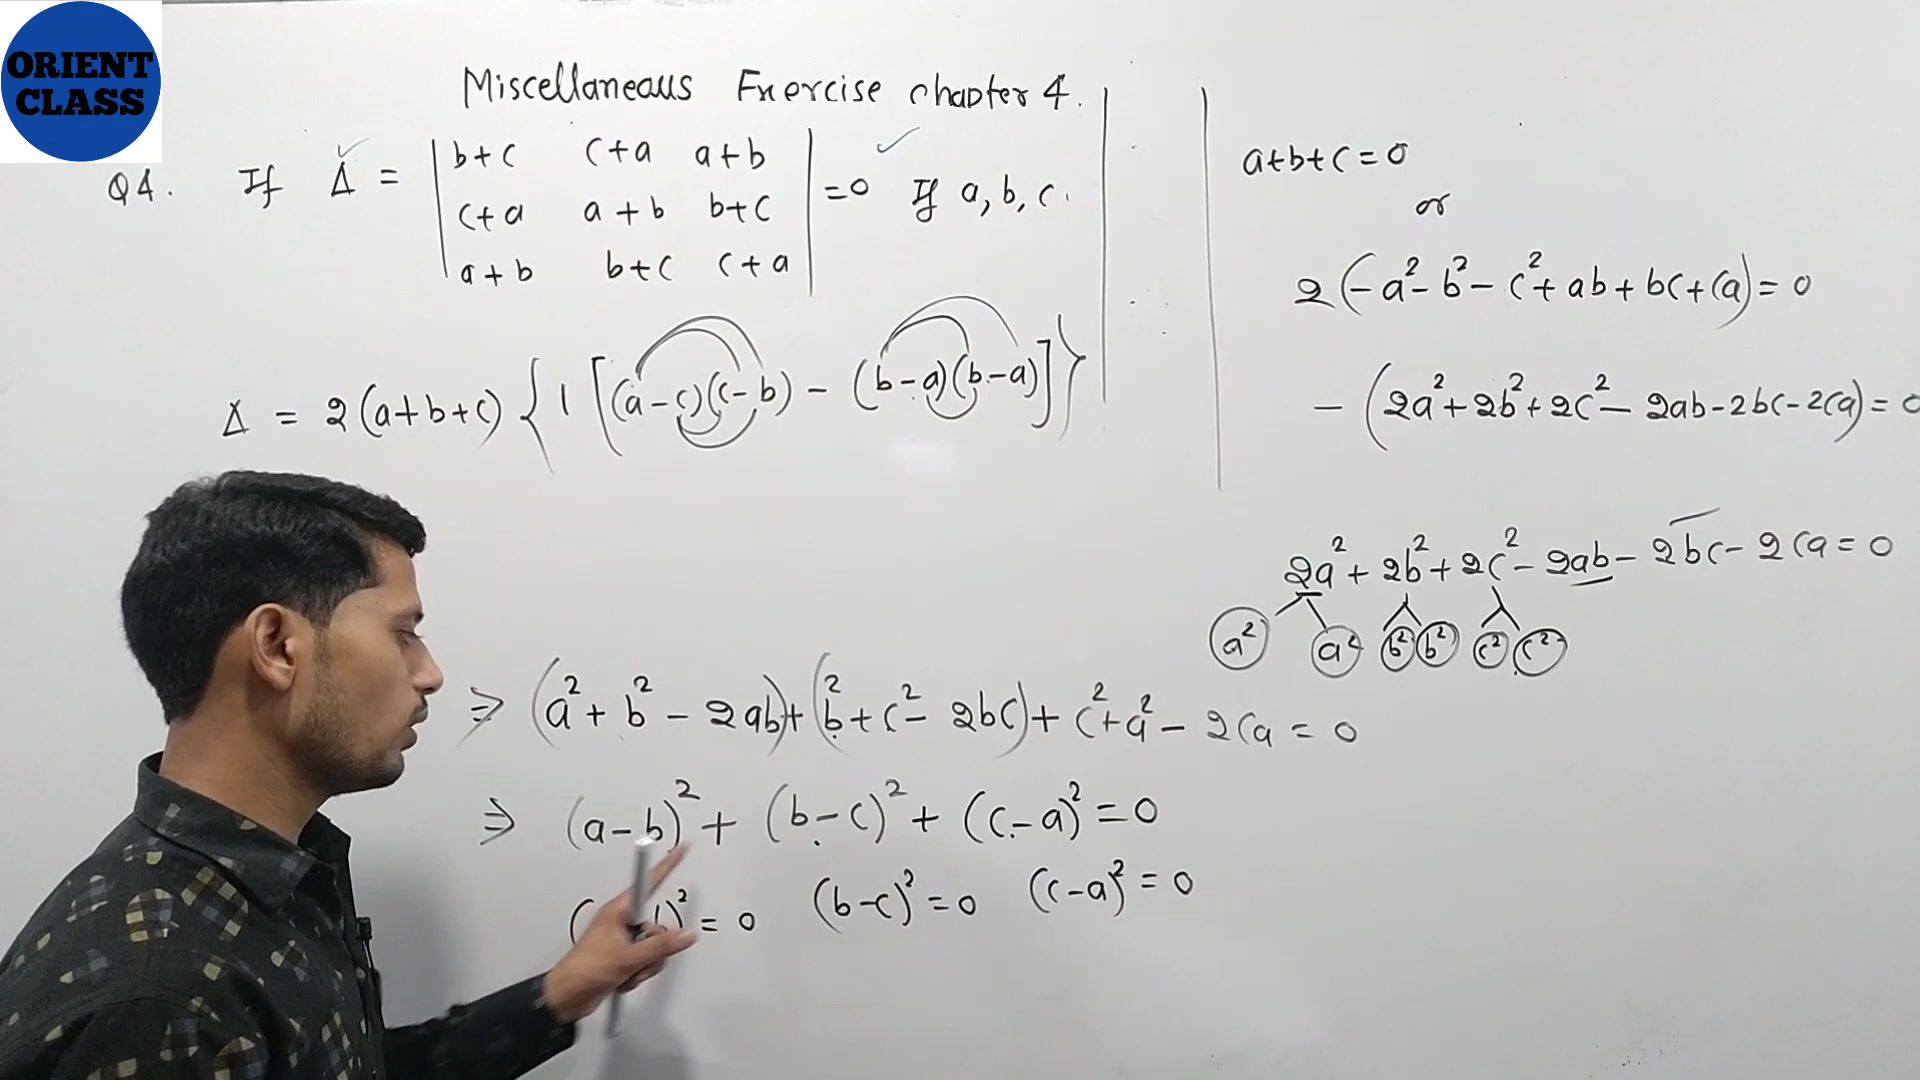 ORIENT
CLASS
Miscellaneous Exercise chapter 4.
Q4. If Δ = | b+c c+a a+b |
| c+a a+b b+c | =0 If a, b, c.
| a+b b+c c+a |
Δ = 2(a+b+c) { 1 [(a-c)(c-b) - (b-a)(b-a)] }
a+b+c=0
or
2(-a²-b²-c²+ab+bc+ca)=0
-(2a²+2b²+2c²-2ab-2bc-2ca)=0
2a²+2b²+2c²-2ab-2bc-2ca=0
a² a² b² b² c² c²
⇒ (a²+b²-2ab)+(b²+c²-2bc)+c²+a²-2ca=0
⇒ (a-b)²+(b-c)²+(c-a)²=0
( b)²=0 (b-c)²=0 (c-a)²=0